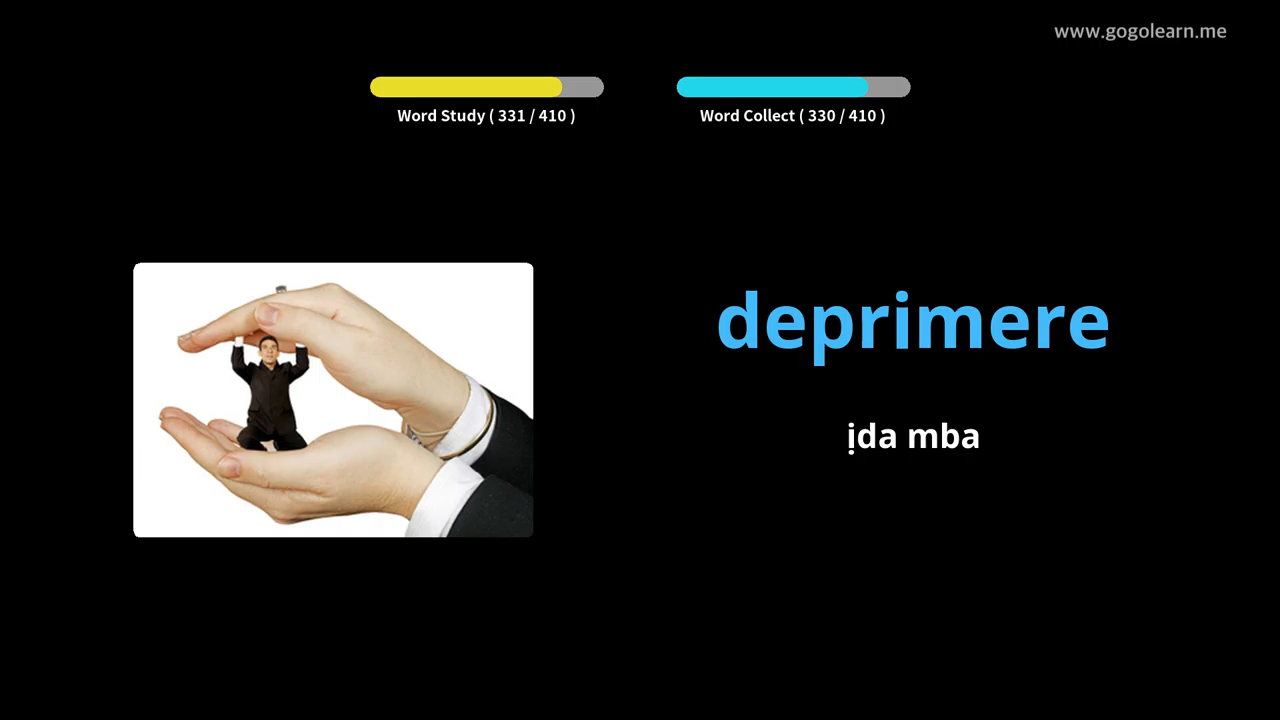 www.gogolearn.me
Word Study ( 331 / 410 )
Word Collect ( 330 / 410 )
deprimere
ịda mba